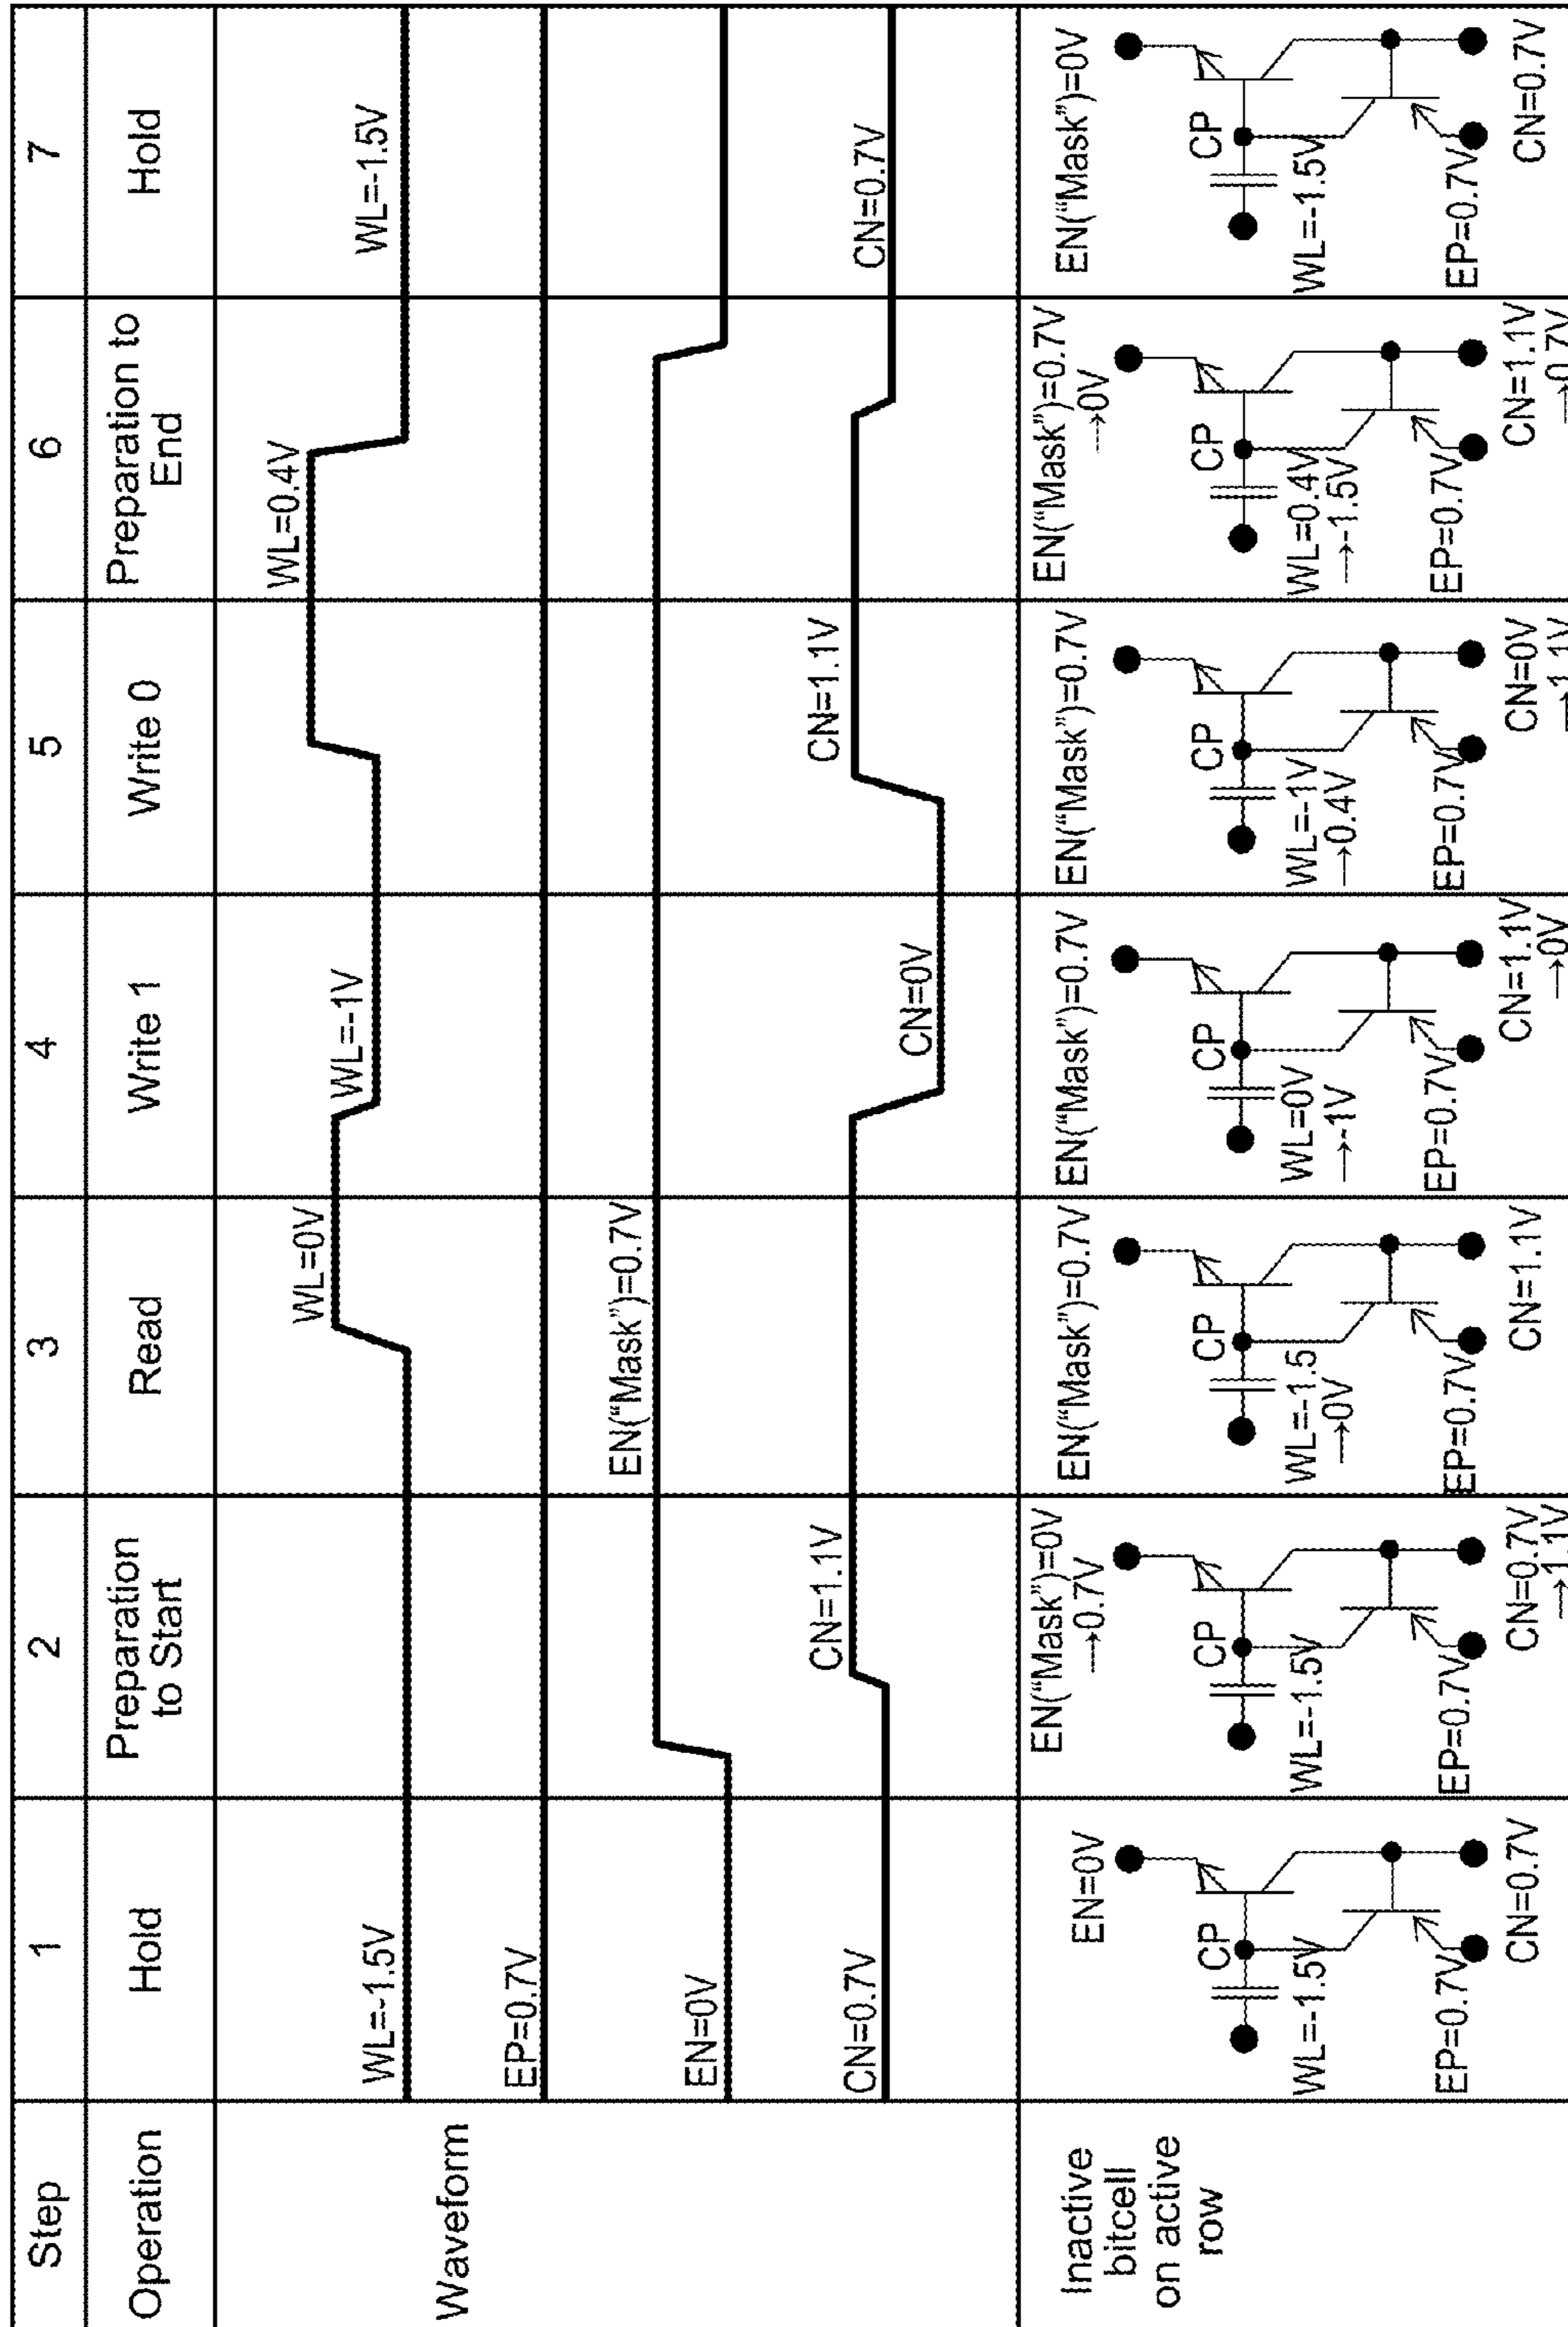 Step
1
2
3
4
5
6
7
Operation
Hold
Preparation
to Start
Read
Write 1
Write 0
Preparation to
End
Hold
Waveform
WL=-1.5V
WL=0V
WL=-1V
WL=0.4V
WL=-1.5V
EP=0.7V
EN=0V
EN("Mask")=0.7V
CN=0.7V
CN=1.1V
CN=0V
CN=1.1V
CN=0.7V
Inactive
bitcell
on active
row
EN=0V
CP
WL=-1.5V
EP=0.7V
CN=0.7V
EN("Mask")=0V
→0.7V
CP
WL=-1.5V
EP=0.7V
CN=0.7V
→1.1V
EN("Mask")=0.7V
CP
WL=-1.5
→0V
EP=0.7V
CN=1.1V
EN("Mask")=0.7V
CP
WL=0V
→-1V
EP=0.7V
CN=1.1V
→0V
EN("Mask")=0.7V
CP
WL=-1V
→0.4V
EP=0.7V
CN=0V
→1.1V
EN("Mask")=0.7V
→0V
CP
WL=0.4V
→-1.5V
EP=0.7V
CN=1.1V
→0.7V
EN("Mask")=0V
CP
WL=-1.5V
EP=0.7V
CN=0.7V